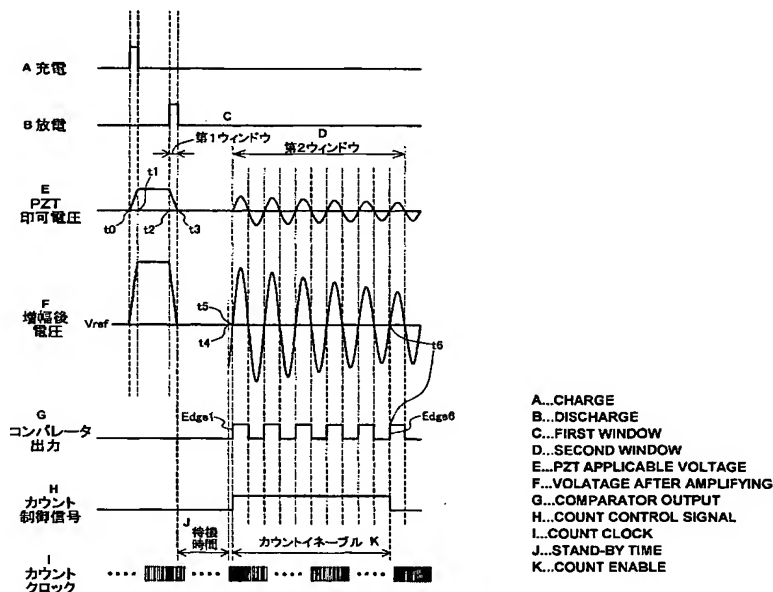 A 充電
B 放電
C
第1ウィンドウ
D
第2ウィンドウ
E
PZT
印可電圧
t0
t1
t2
t3
F
増幅後
電圧
Vref
t5
t4
t6
G
コンパレータ
出力
Edge1
Edge6
H
カウント
制御信号
J
待機
時間
カウントイネーブル K
I
カウント
クロック
A...CHARGE
B...DISCHARGE
C...FIRST WINDOW
D...SECOND WINDOW
E...PZT APPLICABLE VOLTAGE
F...VOLATAGE AFTER AMPLIFYING
G...COMPARATOR OUTPUT
H...COUNT CONTROL SIGNAL
I...COUNT CLOCK
J...STAND-BY TIME
K...COUNT ENABLE